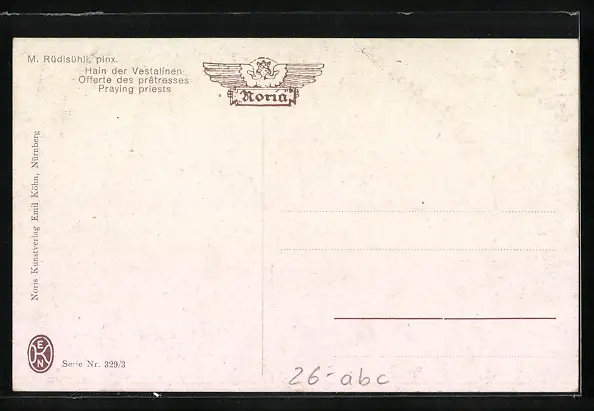 M. Rüdisühli, pinx.
Hain der Vestalinen
Offerte des prêtresses
Praying priests
Noris
Noris Kunstverlag Emil Köhn, Nürnberg
EKN
Serie Nr. 329/3
26-abc